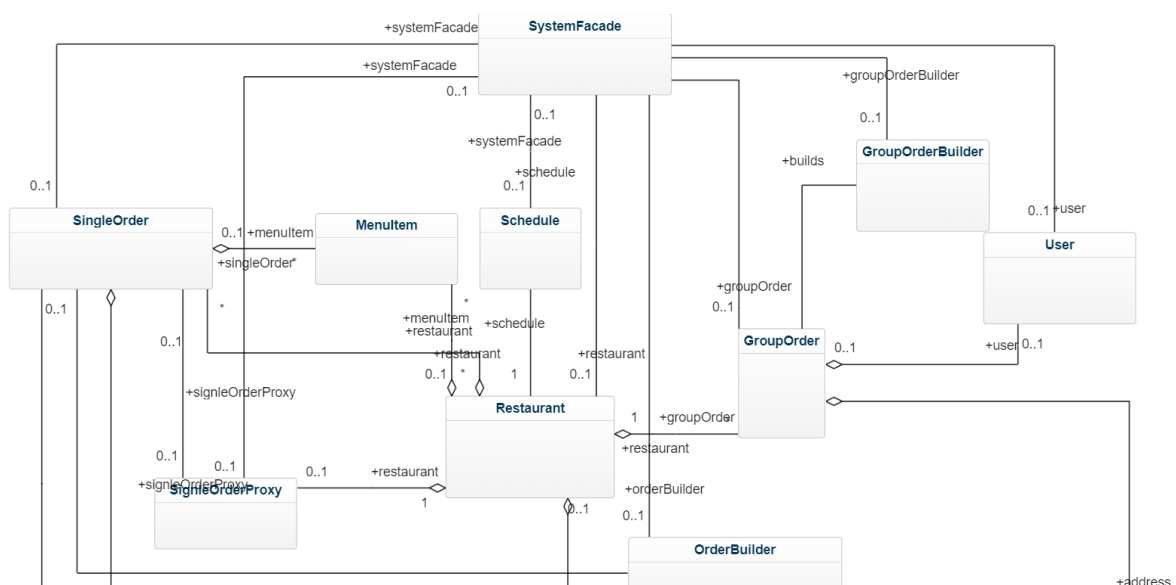 +systemFacade
SystemFacade
+systemFacade
0..1
0..1
+groupOrderBuilder
0..1
+systemFacade
GroupOrderBuilder
+builds
+schedule
0..1
0..1
0..1
+user
SingleOrder
MenuItem
Schedule
0..1
+menuItem
User
+singleOrder
*
+groupOrder
0..1
0..1
*
*
+menuItem
+restaurant
+schedule
0..1
GroupOrder
+user
0..1
0..1
+restaurant
+restaurant
0..1
*
1
0..1
+signleOrderProxy
Restaurant
1
+groupOrder
*
+restaurant
0..1
0..1
0..1
+restaurant
+signleOrderProxy
SignleOrderProxy
1
+orderBuilder
0..1
0..1
OrderBuilder
+address